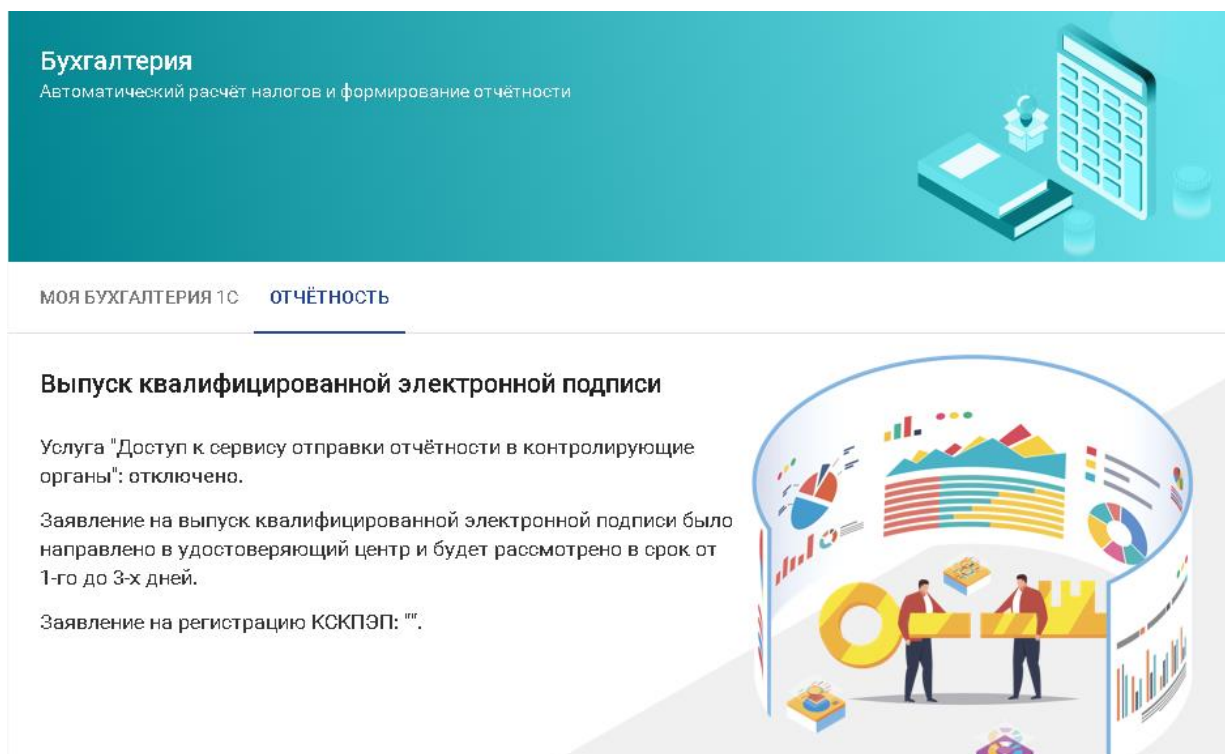 Бухгалтерия
Автоматический расчёт налогов и формирование отчётности
МОЯ БУХГАЛТЕРИЯ 1С ОТЧЁТНОСТЬ
Выпуск квалифицированной электронной подписи
Услуга "Доступ к сервису отправки отчётности в контролирующие
органы": отключено.
Заявление на выпуск квалифицированной электронной подписи было
направлено в удостоверяющий центр и будет рассмотрено в срок от
1-го до 3-х дней.
Заявление на регистрацию КСКПЭП: "".